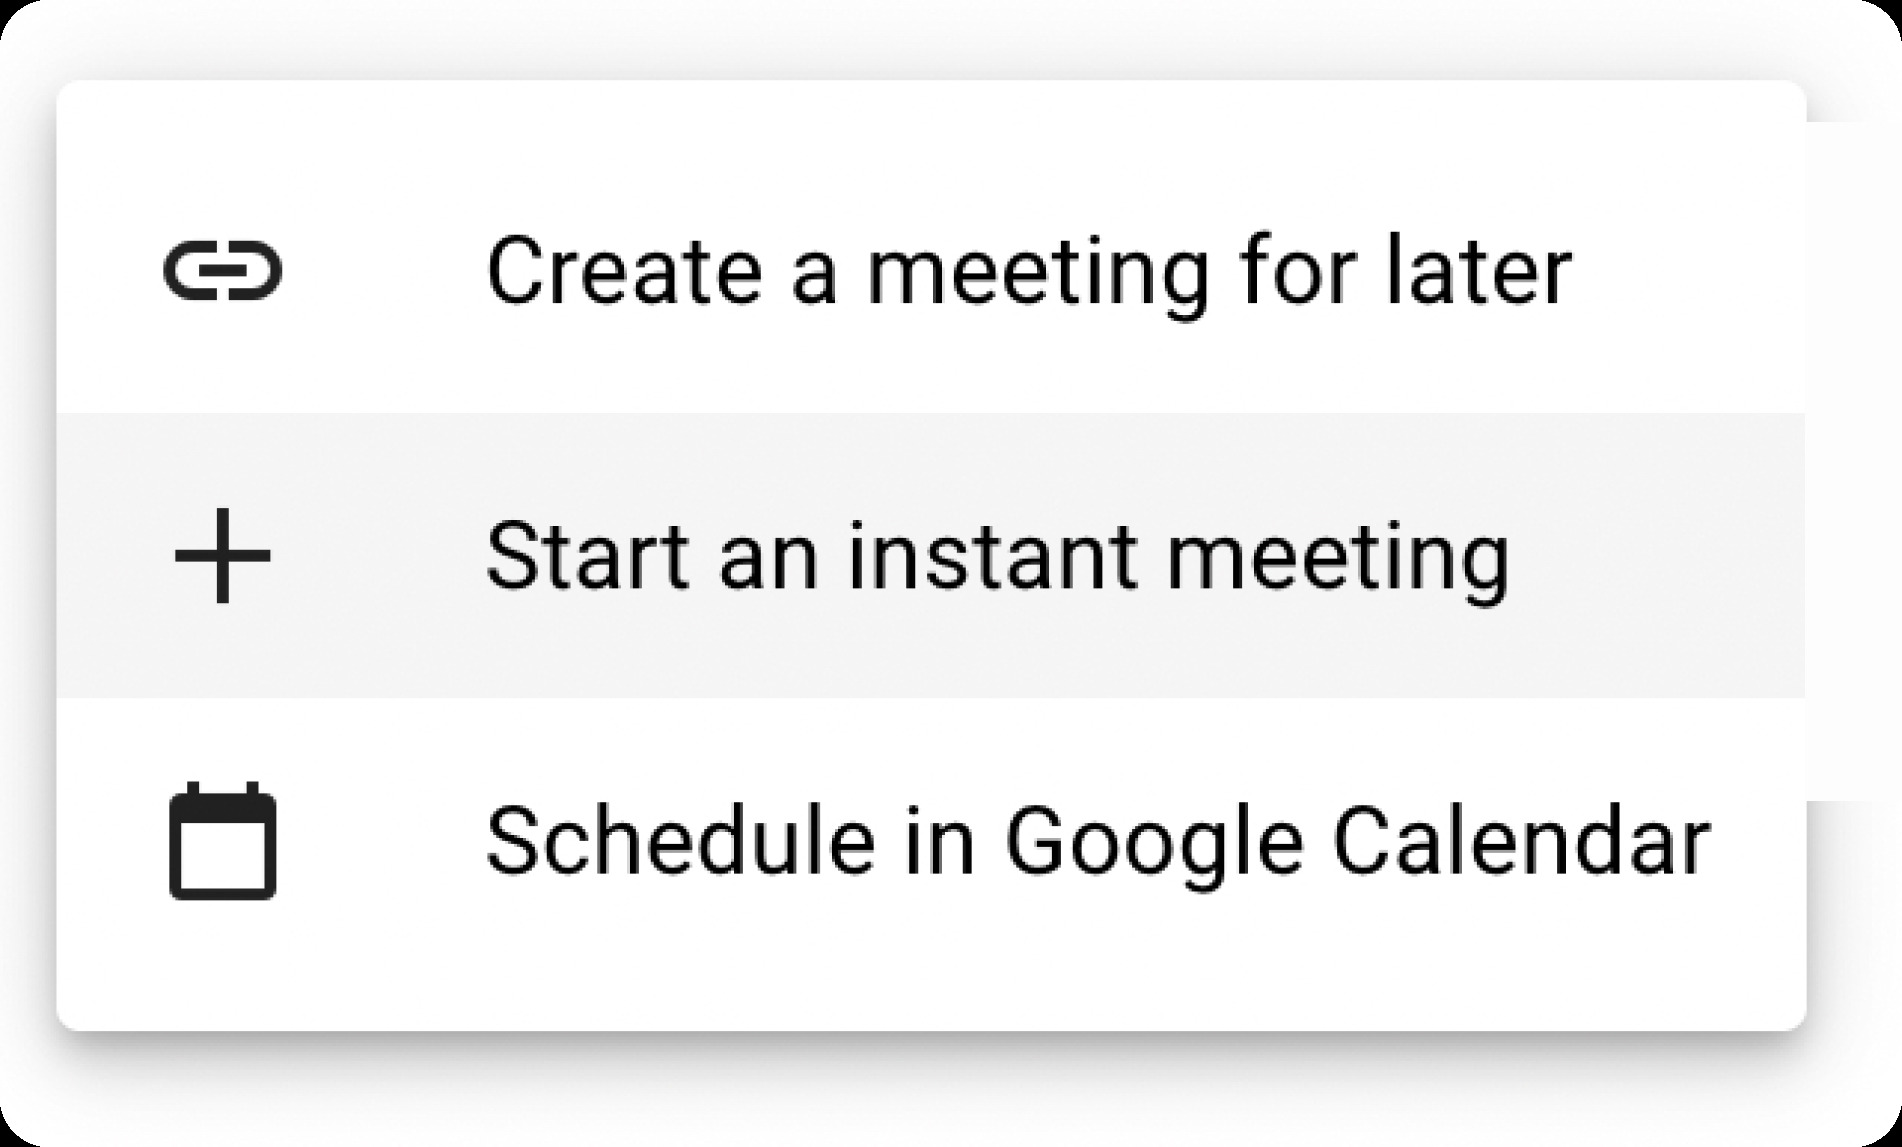 Create a meeting for later
Start an instant meeting
Schedule in Google Calendar